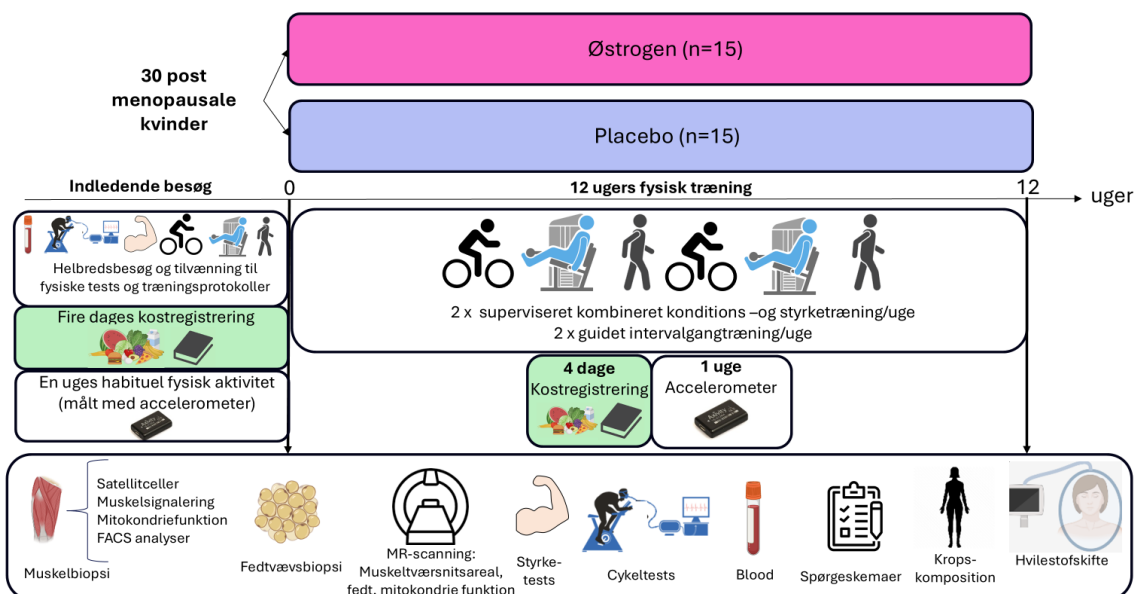 Østrogen (n=15)
30 post
menopausale
kvinder
Placebo (n=15)
Indledende besøg
0
12 ugers fysisk træning
12
uger
Helbredsbesøg og tilvænning til
fysiske tests og træningsprotokoller
2 x superviseret kombineret konditions –og styrketræning/uge
2 x guidet intervalgangtræning/uge
Fire dages kostregistrering
En uges habituel fysisk aktivitet
(målt med accelerometer)
4 dage
Kostregistrering
1 uge
Accelerometer
Satellitceller
Muskelsignalering
Mitokondriefunktion
FACS analyser
Muskelbiopsi
Fedtvævsbiopsi
MR-scanning:
Muskeltværsnitsareal,
fedt, mitokondrie funktion
Styrke-
tests
Cykeltests
Blood
Spørgeskemaer
Krops-
komposition
Hvilestofskifte